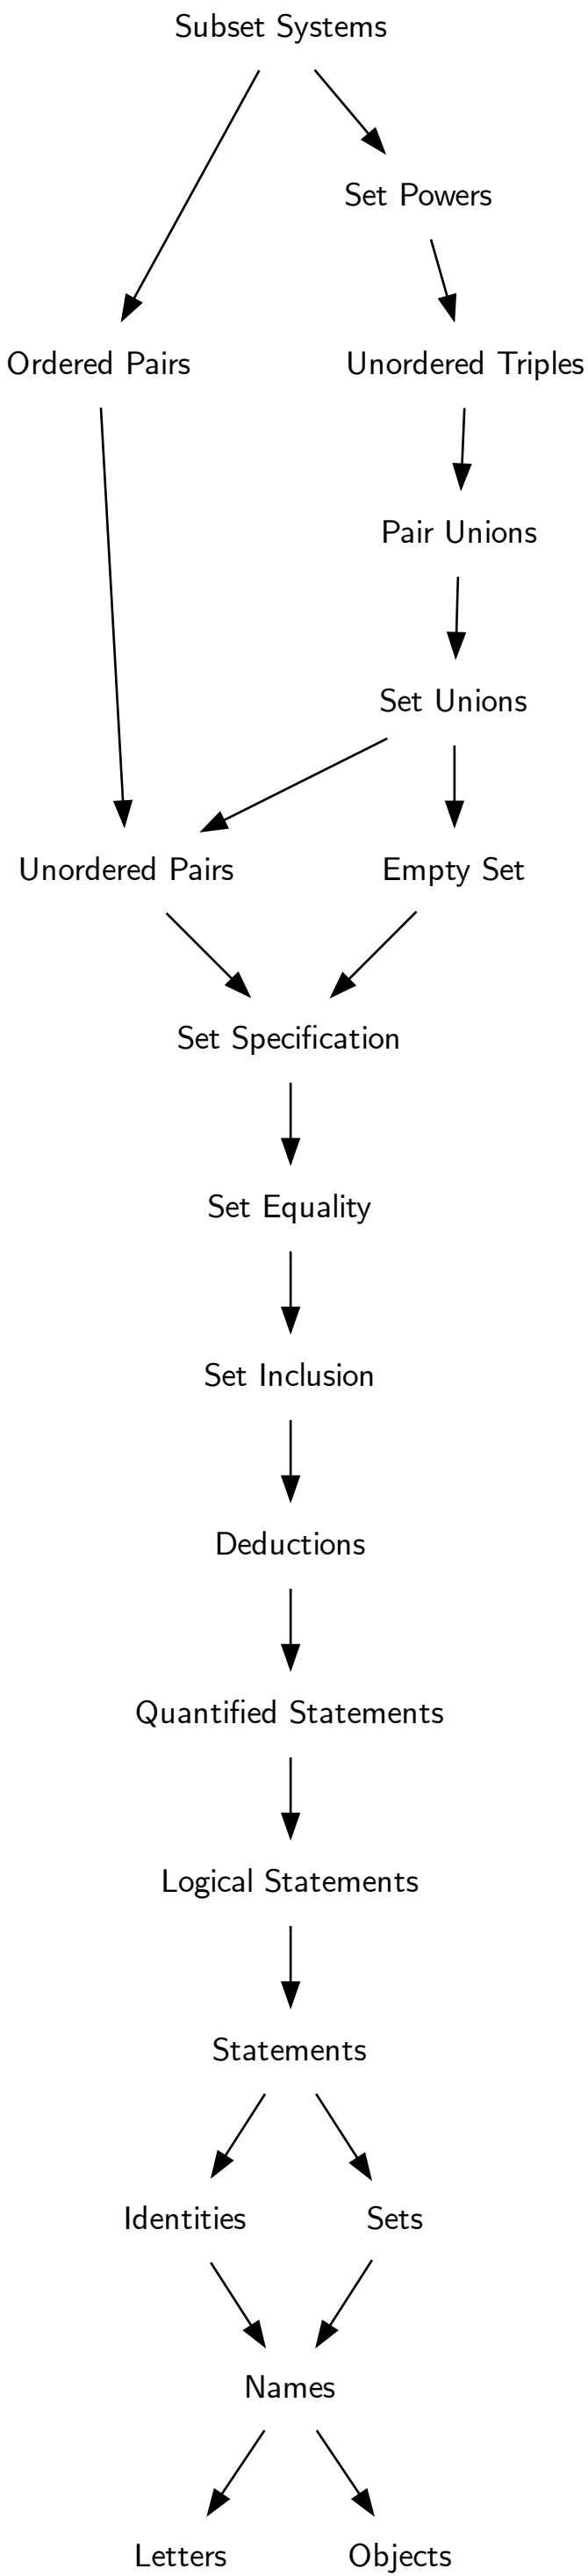 Subset Systems
Set Powers
Ordered Pairs
Unordered Triples
Pair Unions
Set Unions
Unordered Pairs
Empty Set
Set Specification
Set Equality
Set Inclusion
Deductions
Quantified Statements
Logical Statements
Statements
Identities
Sets
Names
Letters
Objects